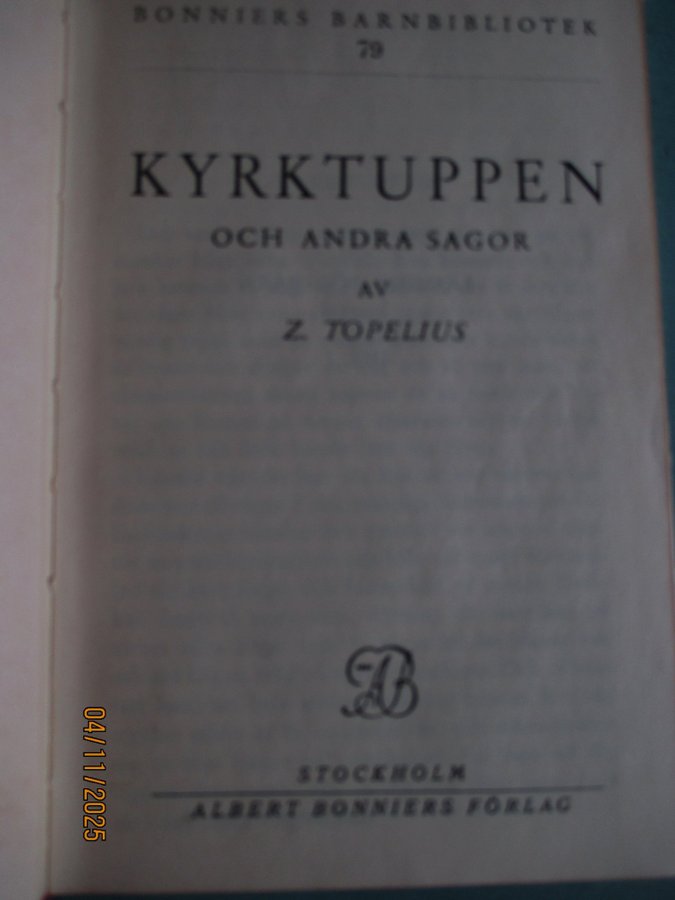 BONNIERS BARNBIBLIOTEK
79
KYRKTUPPEN
OCH ANDRA SAGOR
AV
Z. TOPELIUS
AB
STOCKHOLM
ALBERT BONNIERS FÖRLAG
04/11/2025